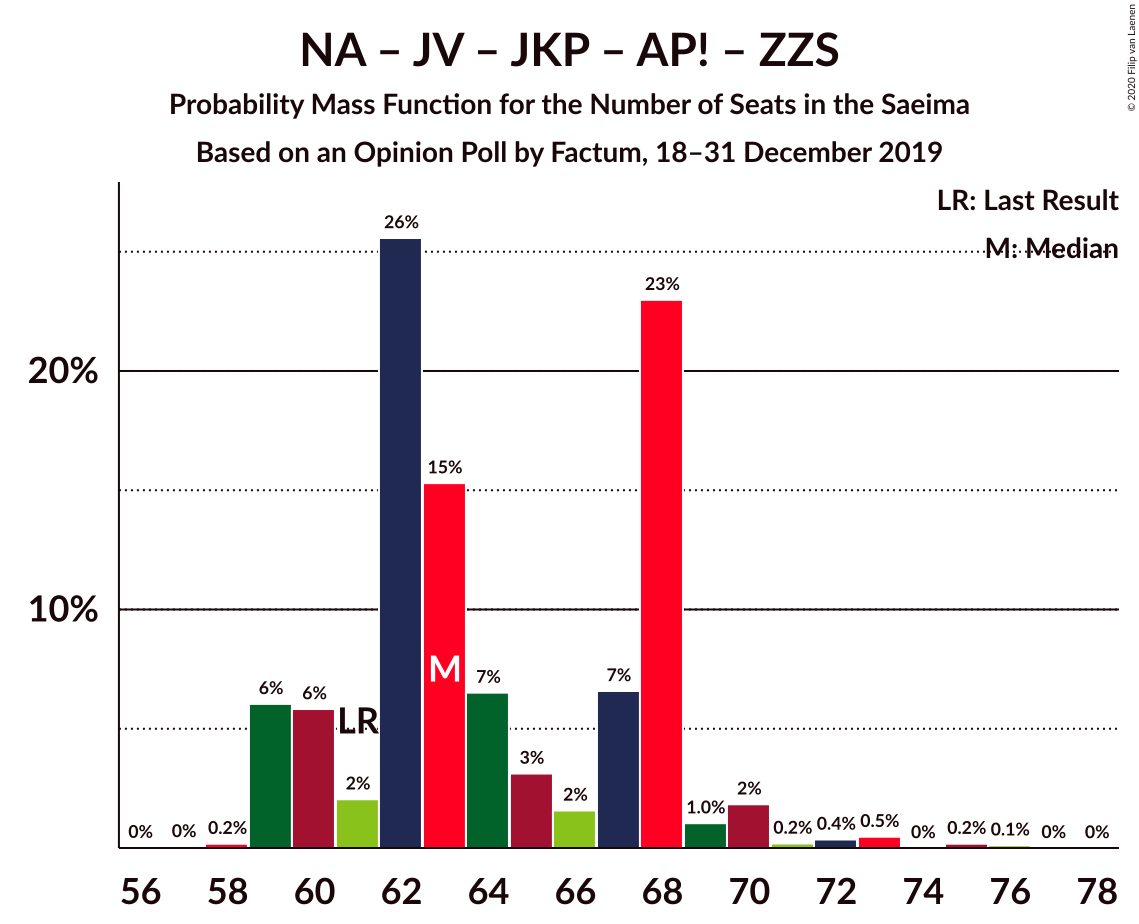 NA – JV – JKP – AP! – ZZS
Probability Mass Function for the Number of Seats in the Saeima
Based on an Opinion Poll by Factum, 18–31 December 2019
© 2020 Filip van Laenen
LR: Last Result
M: Median
26%
23%
20%
15%
10%
M
7%
7%
6%
6%
LR
3%
2%
2%
2%
1.0%
0%
0%
0.2%
0.2%
0.4%
0.5%
0%
0.2%
0.1%
0%
0%
56 58 60 62 64 66 68 70 72 74 76 78